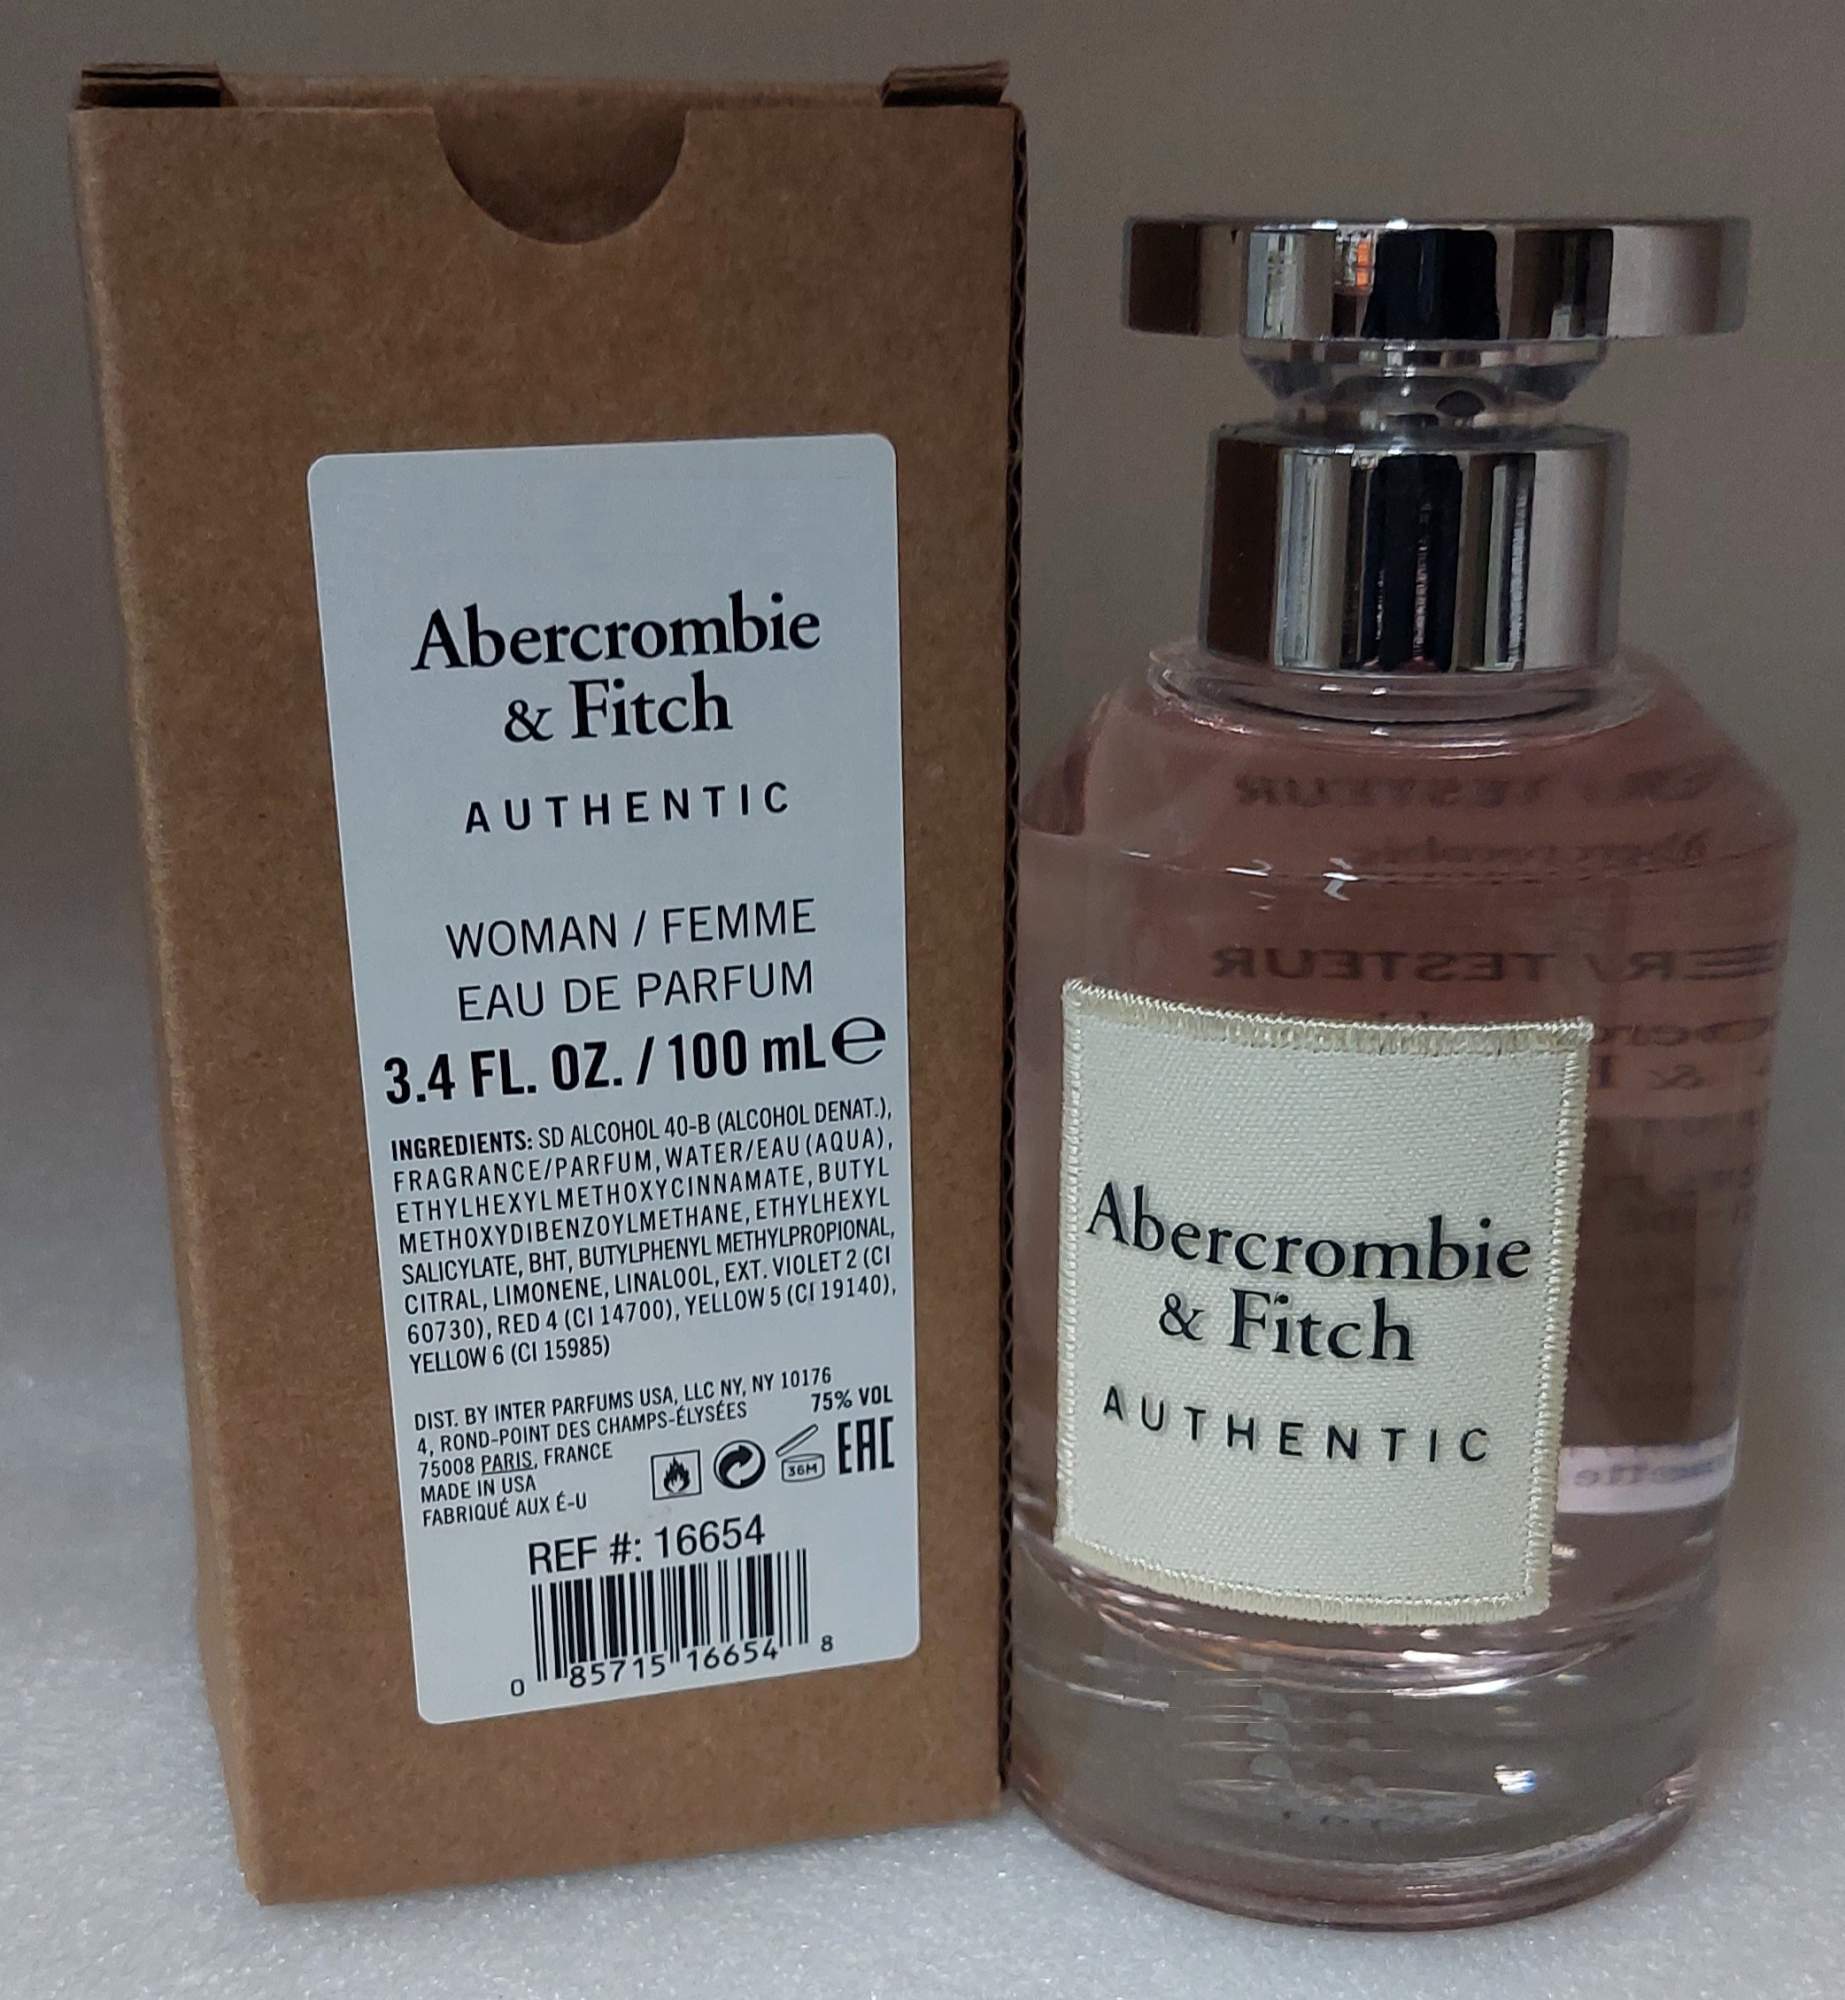 Abercrombie
& Fitch
AUTHENTIC
WOMAN / FEMME
EAU DE PARFUM
3.4 FL. OZ. / 100 mL ℮
INGREDIENTS: SD ALCOHOL 40-B (ALCOHOL DENAT.),
FRAGRANCE/PARFUM, WATER/EAU (AQUA),
ETHYLHEXYL METHOXYCINNAMATE, BUTYL
METHOXYDIBENZOYLMETHANE, ETHYLHEXYL
SALICYLATE, BHT, BUTYLPHENYL METHYLPROPIONAL,
CITRAL, LIMONENE, LINALOOL, EXT. VIOLET 2 (CI
60730), RED 4 (CI 14700), YELLOW 5 (CI 19140),
YELLOW 6 (CI 15985)
DIST. BY INTER PARFUMS USA, LLC NY, NY 10176
4, ROND-POINT DES CHAMPS-ÉLYSÉES 75% VOL
75008 PARIS, FRANCE
MADE IN USA
FABRIQUÉ AUX É-U
36M
EAC
REF #: 16654
0 85715 16654 8
Abercrombie
& Fitch
AUTHENTIC
TESTEUR
TESTEUR